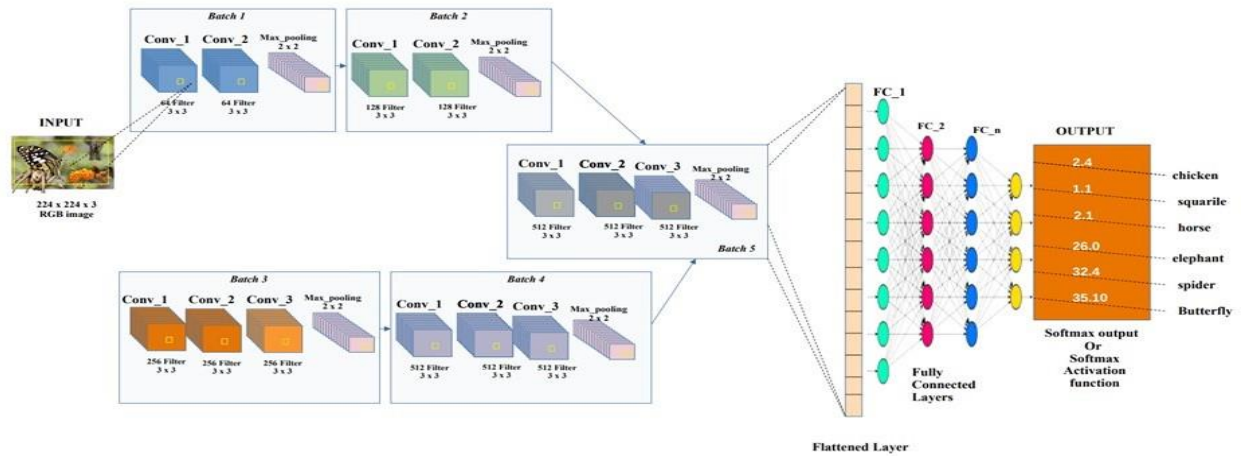 Batch 1
Conv_1
Conv_2
Max_pooling
2 x 2
64 Filter
3 x 3
64 Filter
3 x 3
Batch 2
Conv_1
Conv_2
Max_pooling
2 x 2
128 Filter
3 x 3
128 Filter
3 x 3
INPUT
224 x 224 x 3
RGB image
Conv_1
Conv_2
Conv_3
Max_pooling
2 x 2
512 Filter
3 x 3
512 Filter
3 x 3
512 Filter
3 x 3
Batch 5
Batch 3
Conv_1
Conv_2
Conv_3
Max_pooling
2 x 2
256 Filter
3 x 3
256 Filter
3 x 3
256 Filter
3 x 3
Batch 4
Conv_1
Conv_2
Conv_3
Max_pooling
2 x 2
512 Filter
3 x 3
512 Filter
3 x 3
512 Filter
3 x 3
Flattened Layer
FC_1
FC_2
FC_n
Fully
Connected
Layers
OUTPUT
2.4
chicken
1.1
squarile
2.1
horse
26.0
elephant
32.4
spider
35.10
Butterfly
Softmax output
Or
Softmax
Activation
function